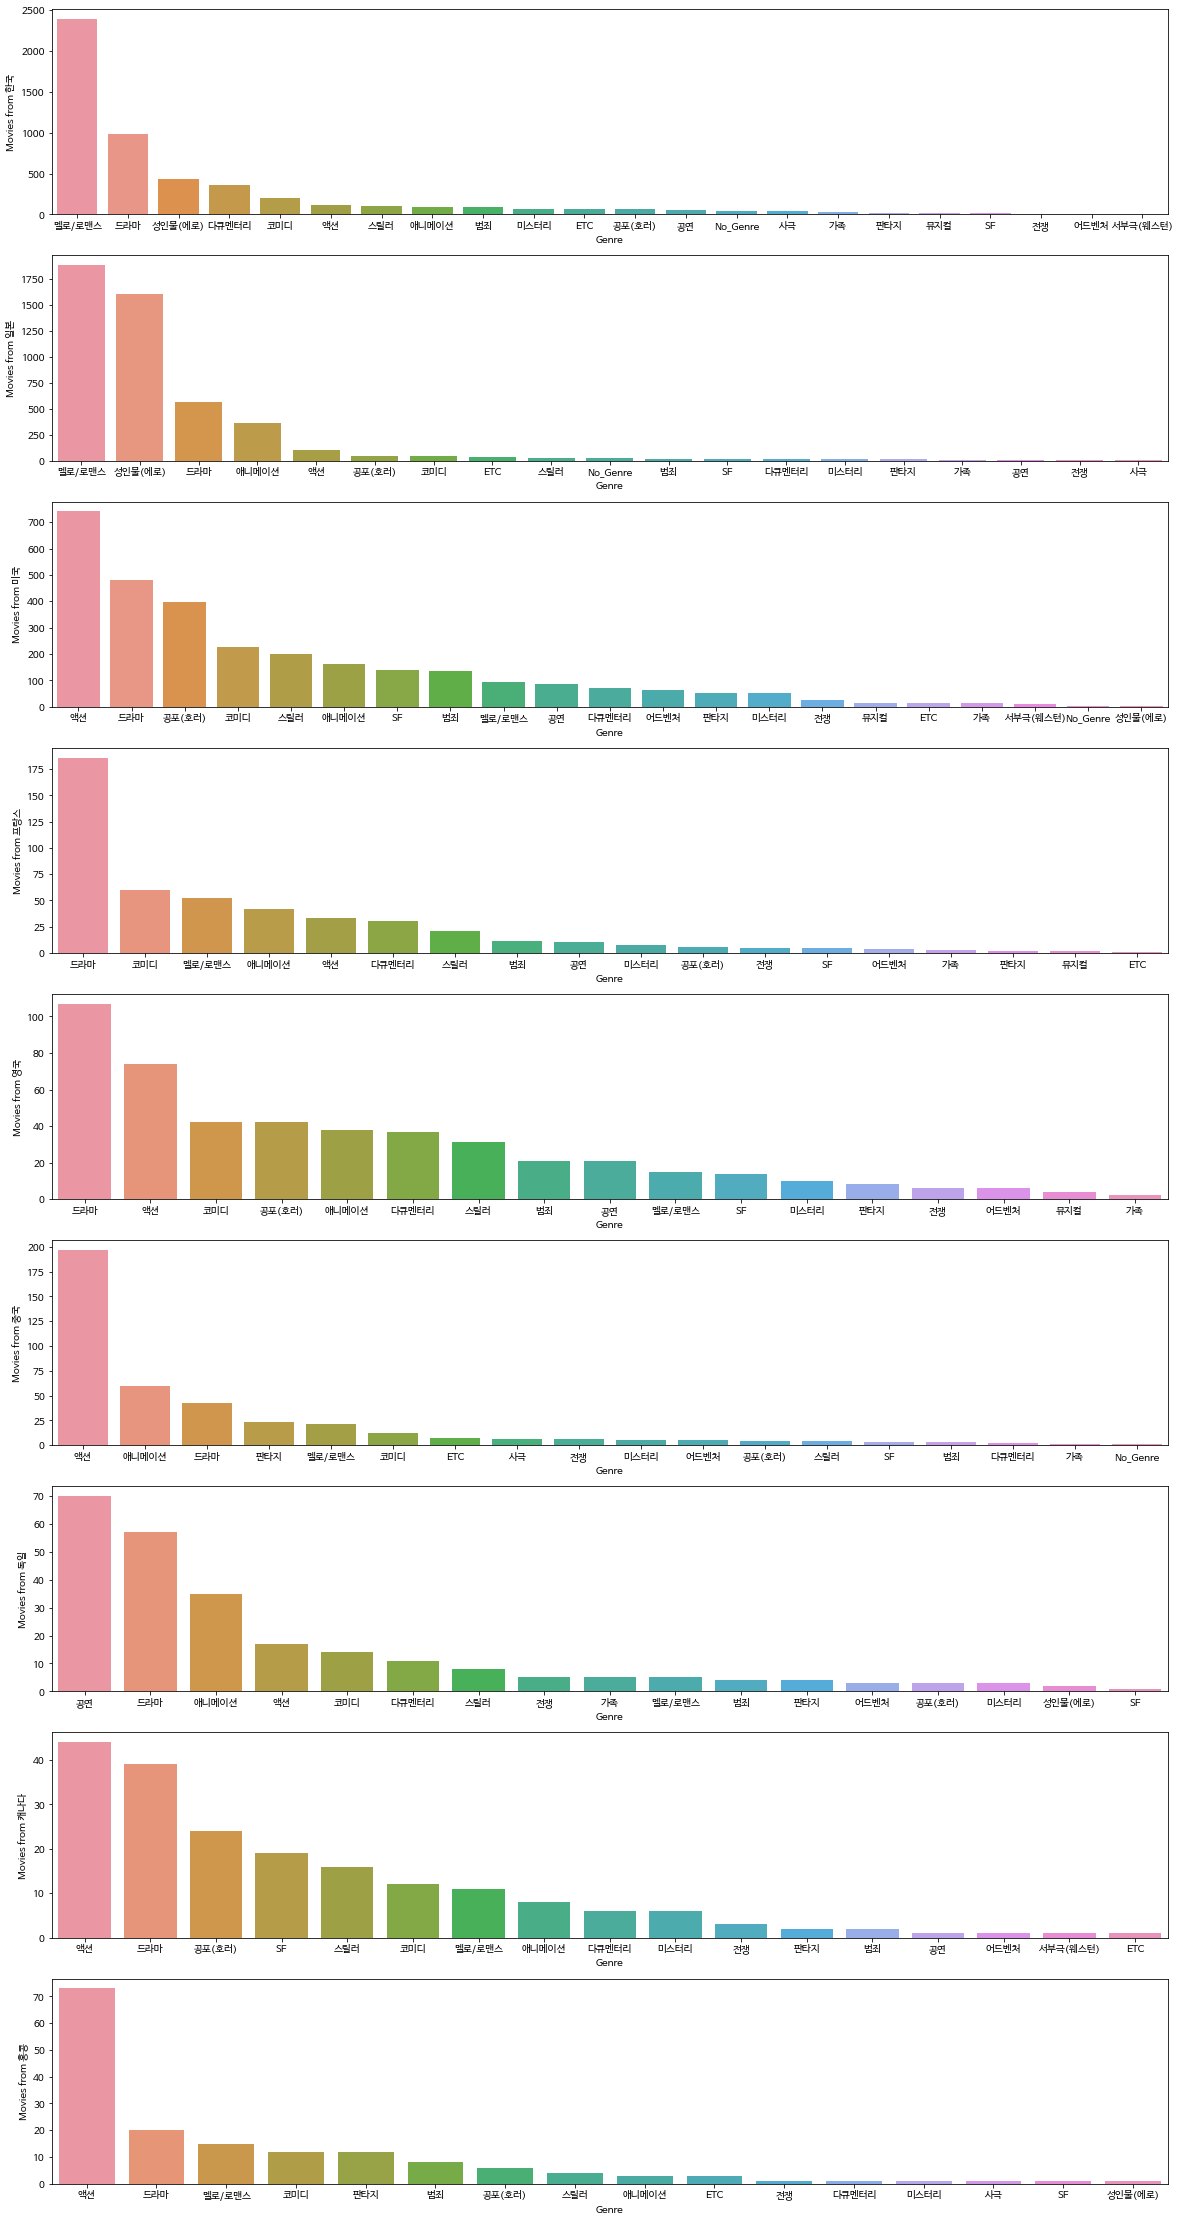 Movies from 한국
2500
2000
1500
1000
500
0
멜로/로맨스 드라마 성인물(에로) 다큐멘터리 코미디 액션 스릴러 애니메이션 범죄 미스터리 ETC 공포(호러) 공연 No_Genre 사극 가족 판타지 뮤지컬 SF 전쟁 어드벤처 서부극(웨스턴)
Genre
Movies from 일본
1750
1500
1250
1000
750
500
250
0
멜로/로맨스 성인물(에로) 드라마 애니메이션 액션 공포(호러) 코미디 ETC 스릴러 No_Genre 범죄 SF 다큐멘터리 미스터리 판타지 가족 공연 전쟁 사극
Genre
Movies from 미국
700
600
500
400
300
200
100
0
액션 드라마 공포(호러) 코미디 스릴러 애니메이션 SF 범죄 멜로/로맨스 공연 다큐멘터리 어드벤처 판타지 미스터리 전쟁 뮤지컬 ETC 가족 서부극(웨스턴) No_Genre 성인물(에로)
Genre
Movies from 프랑스
175
150
125
100
75
50
25
0
드라마 코미디 멜로/로맨스 애니메이션 액션 다큐멘터리 스릴러 범죄 공연 미스터리 공포(호러) 전쟁 SF 어드벤처 가족 판타지 뮤지컬 ETC
Genre
Movies from 영국
100
80
60
40
20
0
드라마 액션 코미디 공포(호러) 애니메이션 다큐멘터리 스릴러 범죄 공연 멜로/로맨스 SF 미스터리 판타지 전쟁 어드벤처 뮤지컬 가족
Genre
Movies from 중국
200
175
150
125
100
75
50
25
0
액션 애니메이션 드라마 판타지 멜로/로맨스 코미디 ETC 사극 전쟁 미스터리 어드벤처 공포(호러) 스릴러 SF 범죄 다큐멘터리 가족 No_Genre
Genre
Movies from 독일
70
60
50
40
30
20
10
0
공연 드라마 애니메이션 액션 코미디 다큐멘터리 스릴러 전쟁 가족 멜로/로맨스 범죄 판타지 어드벤처 공포(호러) 미스터리 성인물(에로) SF
Genre
Movies from 캐나다
40
30
20
10
0
액션 드라마 공포(호러) SF 스릴러 코미디 멜로/로맨스 애니메이션 다큐멘터리 미스터리 전쟁 판타지 범죄 공연 어드벤처 서부극(웨스턴) ETC
Genre
Movies from 홍콩
70
60
50
40
30
20
10
0
액션 드라마 멜로/로맨스 코미디 판타지 범죄 공포(호러) 스릴러 애니메이션 ETC 전쟁 다큐멘터리 미스터리 사극 SF 성인물(에로)
Genre